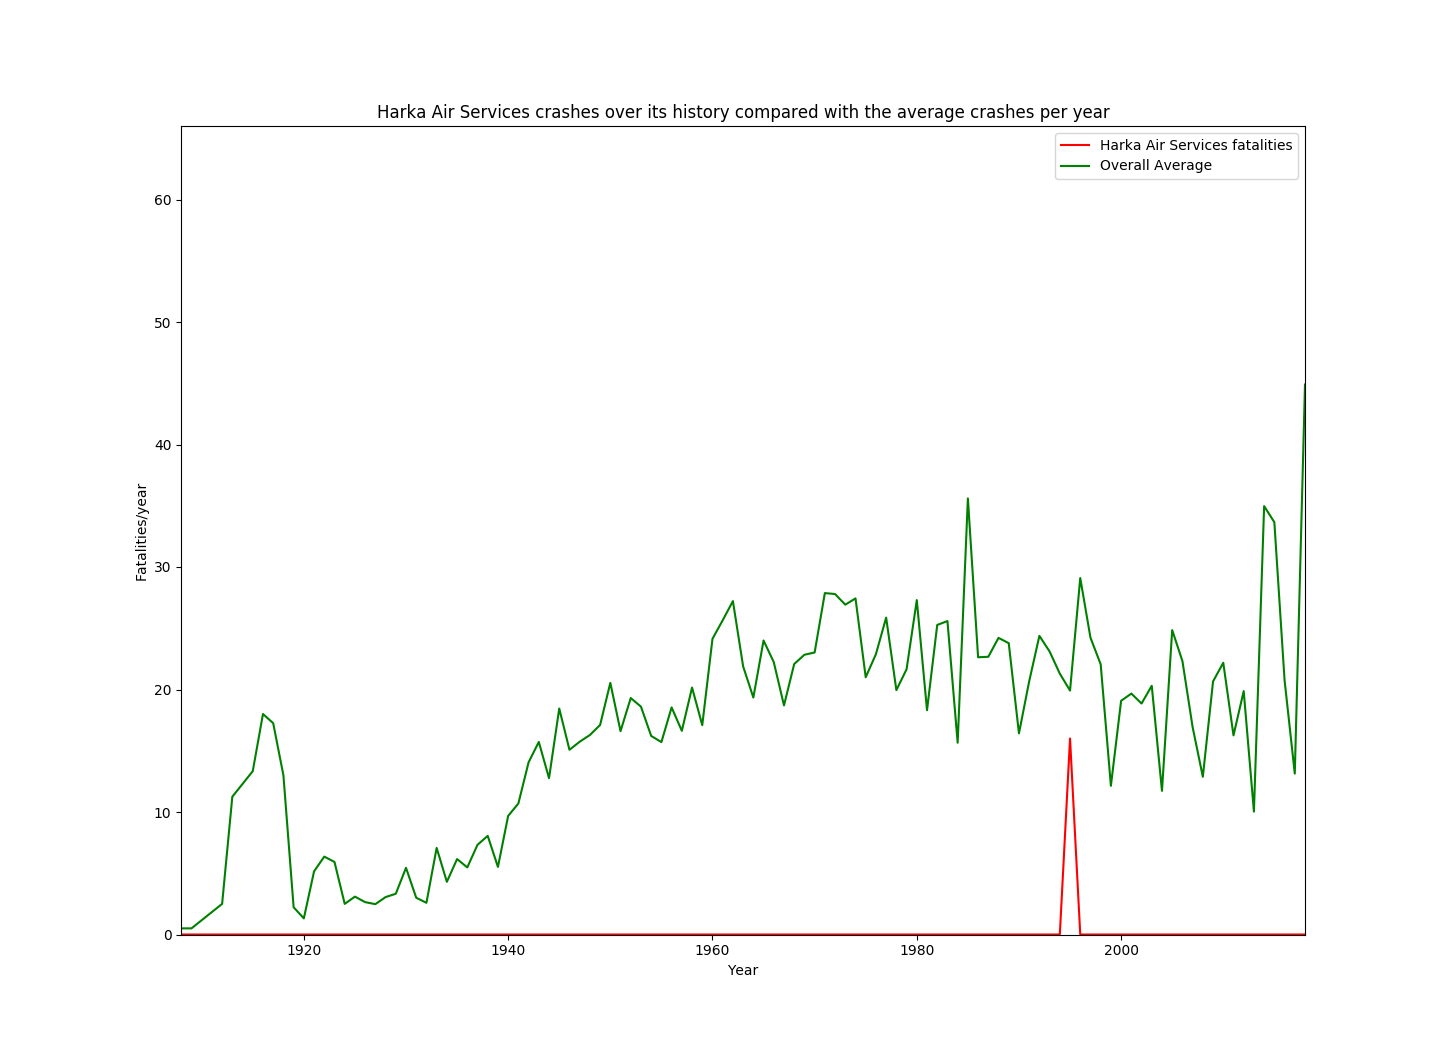 Harka Air Services crashes over its history compared with the average crashes per year
Harka Air Services fatalities
Overall Average
60
50
40
30
20
10
0
Fatalities/year
1920 1940 1960 1980 2000
Year